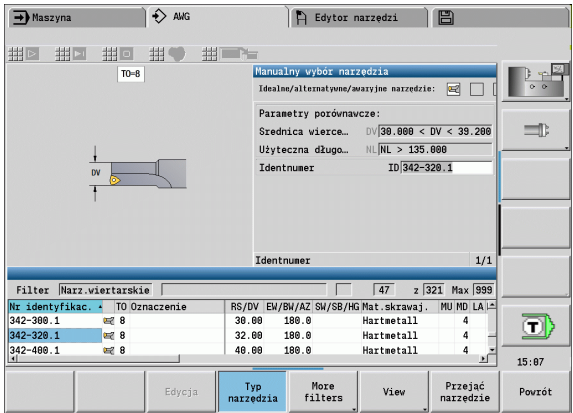 Maszyna
AWG
Edytor narzędzi
TO=8
DV
Manualny wybór narzędzia
Idealne/alternatywne/awaryjne narzędzie:
Parametry porównawcze:
Srednica wierce… DV 30.000 < DV < 39.200
Użyteczna długo… NL NL > 135.000
Identnumer ID 342-320.1
Identnumer 1/1
Filter Narz.wiertarskie 47 z 321 Max 999
Nr identyfikac. TO Oznaczenie RS/DV EW/BW/AZ SW/SB/HG Mat.skrawaj. MU MD LA
342-300.1 8 30.00 180.0 Hartmetall 4
342-320.1 8 32.00 180.0 Hartmetall 4
342-400.1 8 40.00 180.0 Hartmetall 4
T
15:07
Edycja
Typ narzędzia
More filters
View
Przejąć narzędzie
Powrót